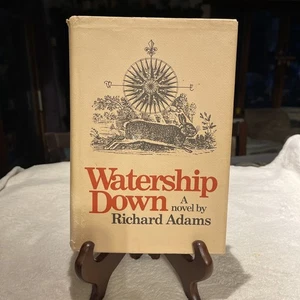 Watership
Down A
novel by
Richard Adams